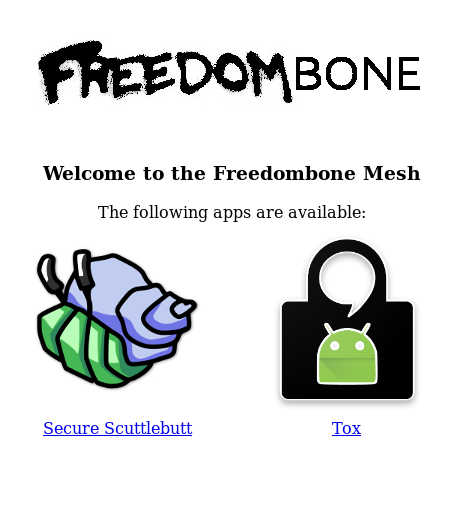 FREEDOMBONE
Welcome to the Freedombone Mesh
The following apps are available:
Secure Scuttlebutt
Tox